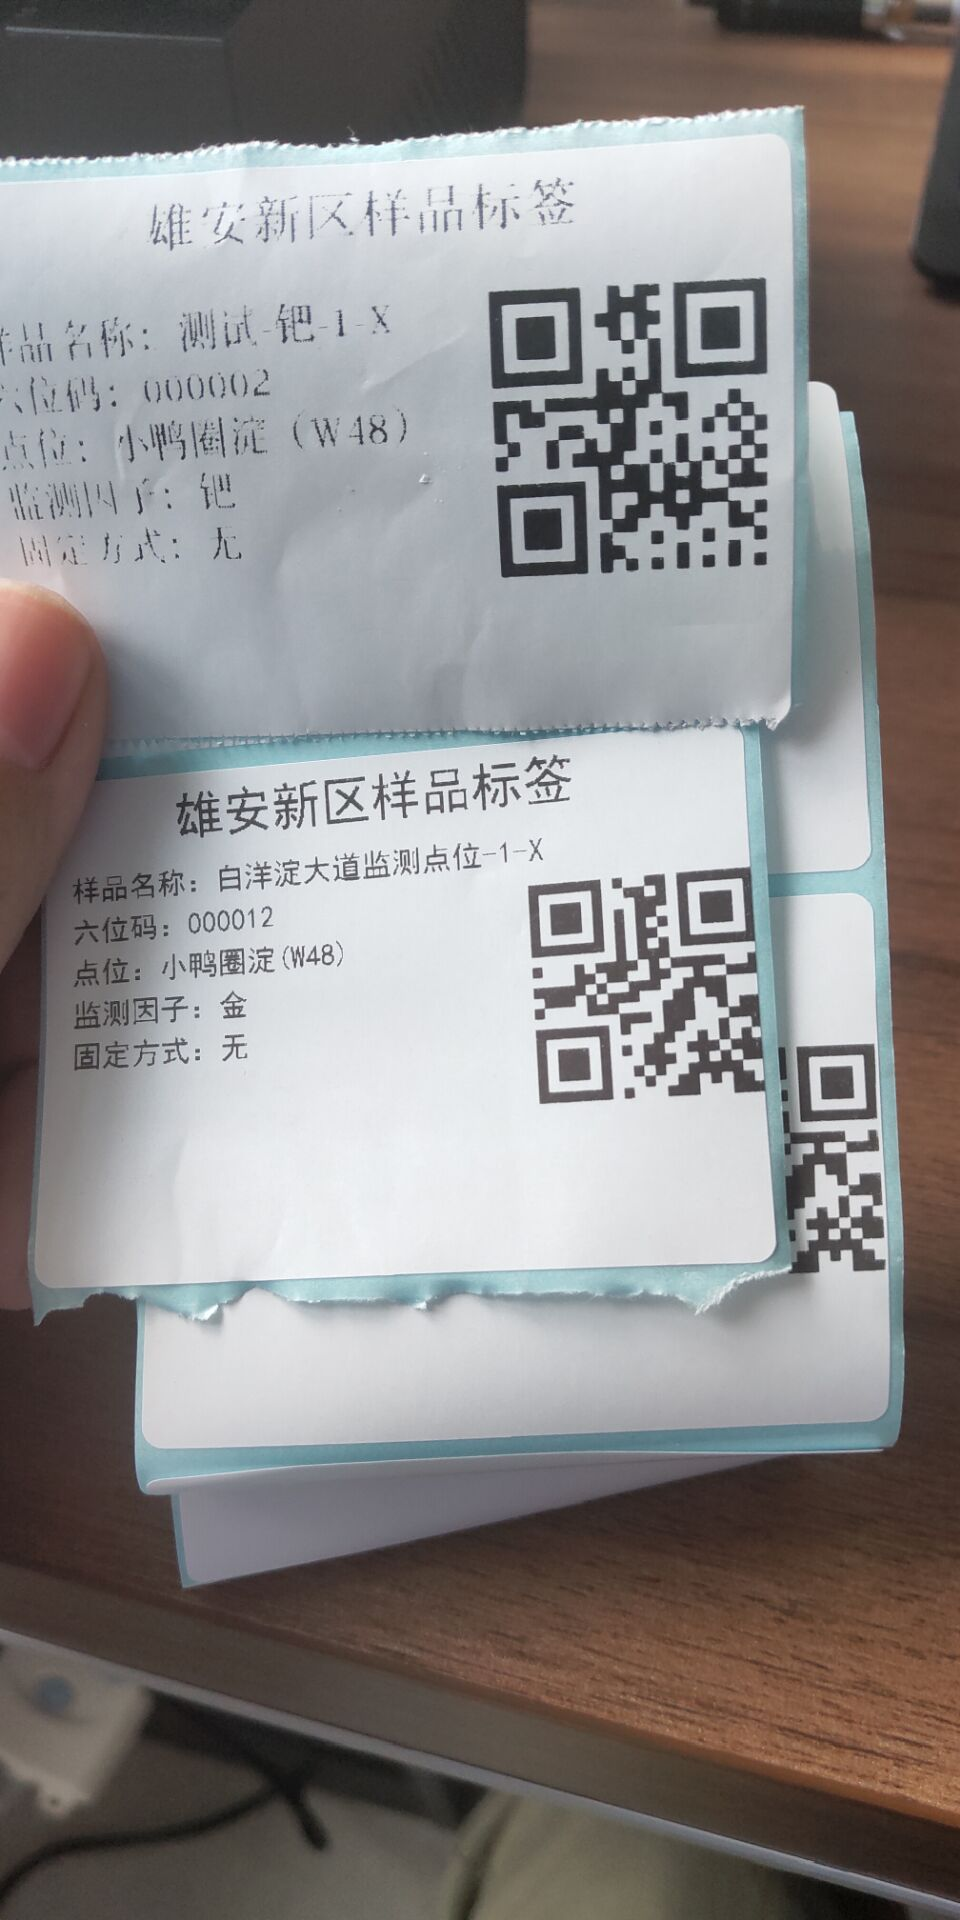 雄安新区样品标签
样品名称：测试-钯-1-X
六位码：000002
点位：小鸭圈淀（W48）
监测因子：钯
固定方式：无
雄安新区样品标签
样品名称：白洋淀大道监测点位-1-X
六位码：000012
点位：小鸭圈淀(W48)
监测因子：金
固定方式：无